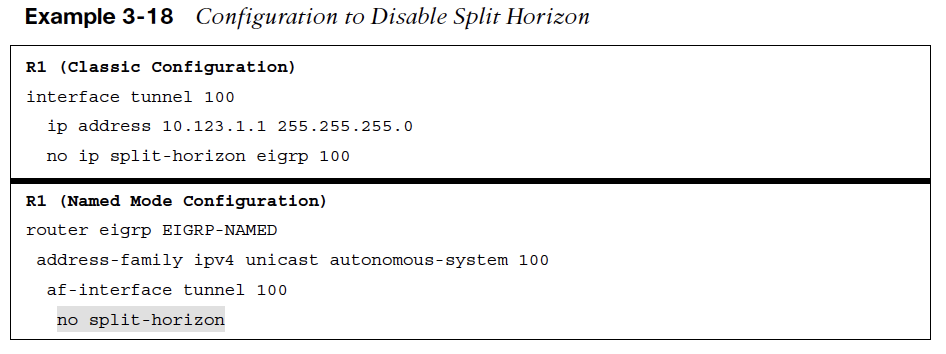 Example 3-18 Configuration to Disable Split Horizon
R1 (Classic Configuration)
interface tunnel 100
ip address 10.123.1.1 255.255.255.0
no ip split-horizon eigrp 100
R1 (Named Mode Configuration)
router eigrp EIGRP-NAMED
address-family ipv4 unicast autonomous-system 100
af-interface tunnel 100
no split-horizon